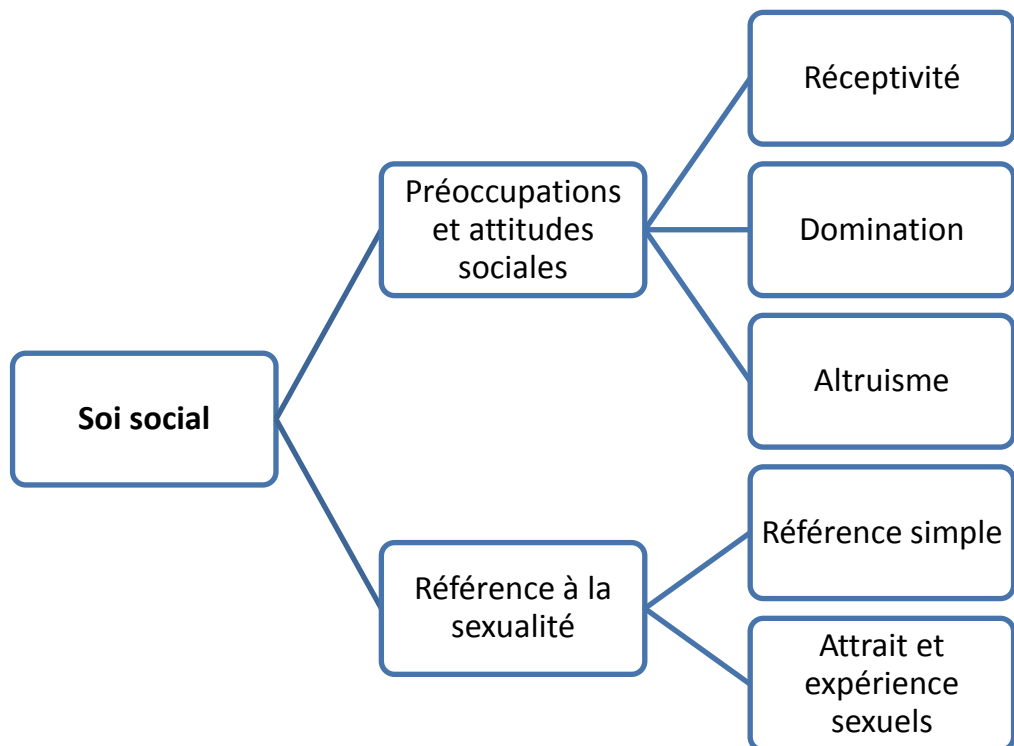 Soi social
Préoccupations
et attitudes
sociales
Réceptivité
Domination
Altruisme
Référence à la
sexualité
Référence simple
Attrait et
expérience
sexuels